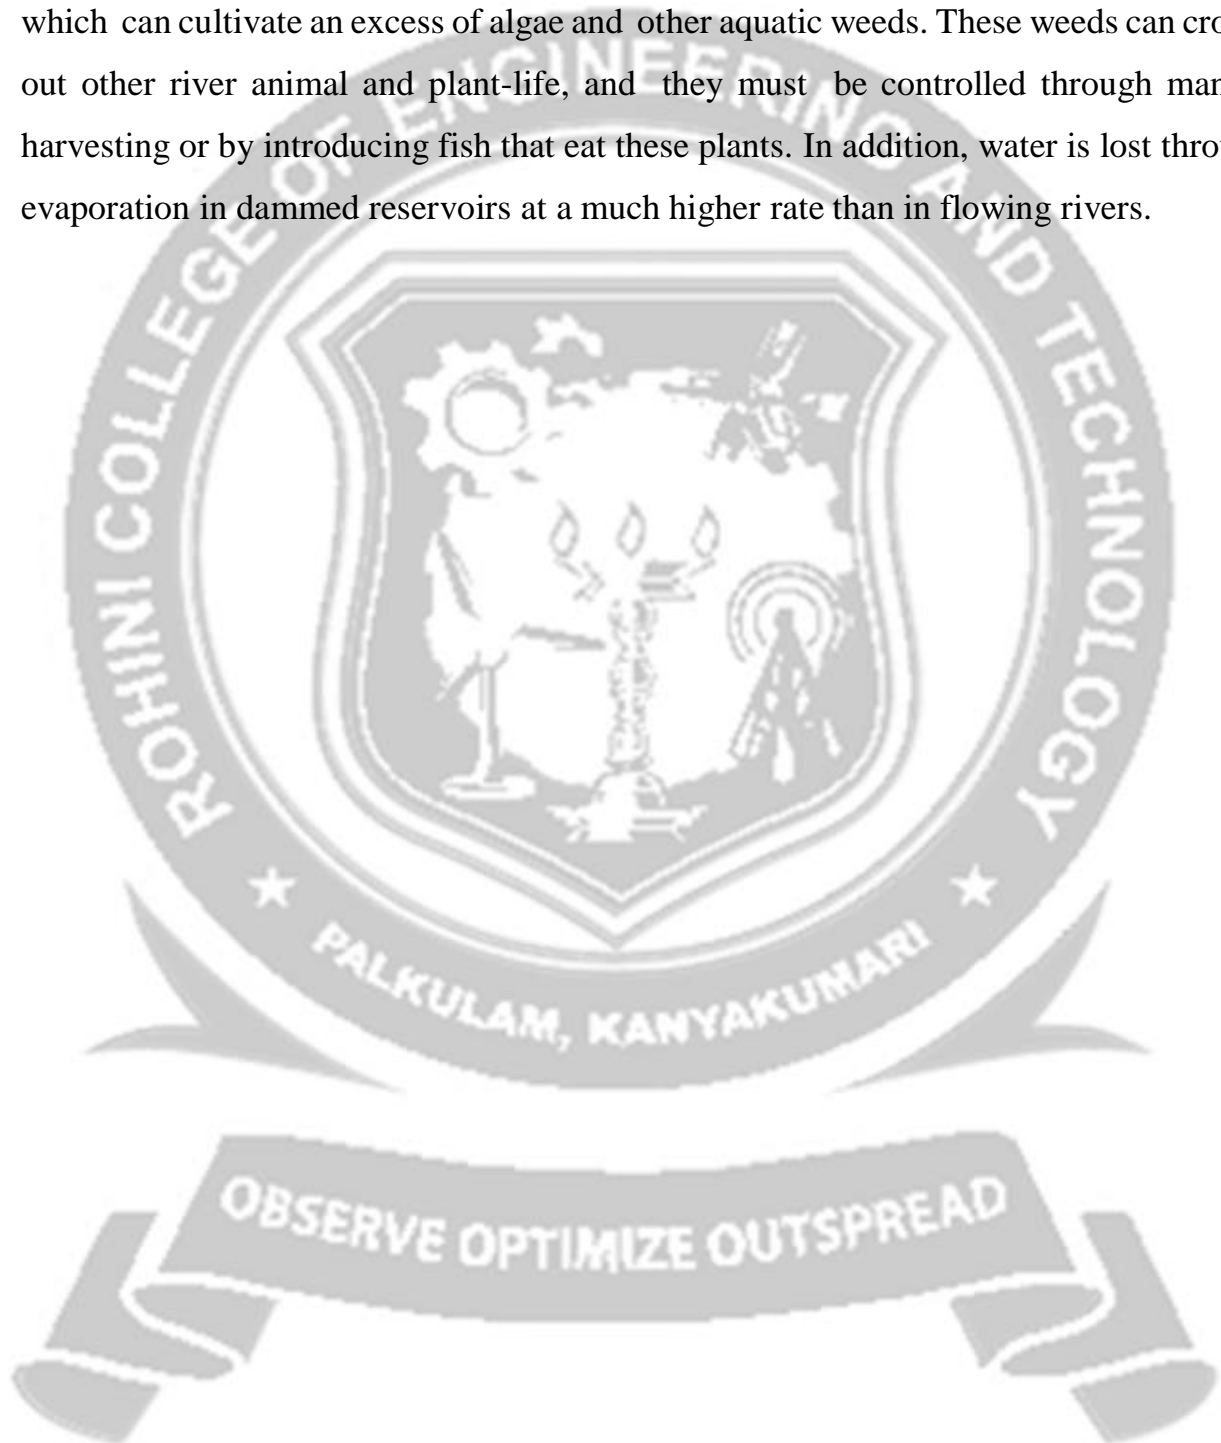 which can cultivate an excess of algae and other aquatic weeds. These weeds can cro
out other river animal and plant-life, and they must be controlled through man
harvesting or by introducing fish that eat these plants. In addition, water is lost throu
evaporation in dammed reservoirs at a much higher rate than in flowing rivers.
ROHINI COLLEGE OF ENGINEERING AND TECHNOLOGY
PALKULAM, KANYAKUMARI
OBSERVE OPTIMIZE OUTSPREAD